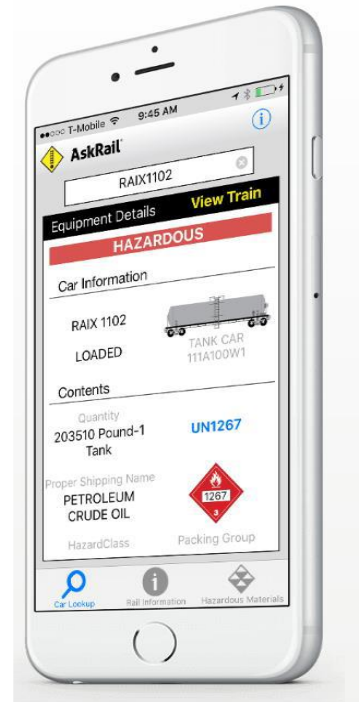 ●●○○○ T-Mobile 9:45 AM
AskRail
RAIX1102
Equipment Details View Train
HAZARDOUS
Car Information
RAIX 1102
LOADED
TANK CAR
111A100W1
Contents
Quantity
203510 Pound-1
Tank
UN1267
Proper Shipping Name
PETROLEUM
CRUDE OIL
1267
3
HazardClass
Packing Group
Car Lookup
Rail Information
Hazardous Materials